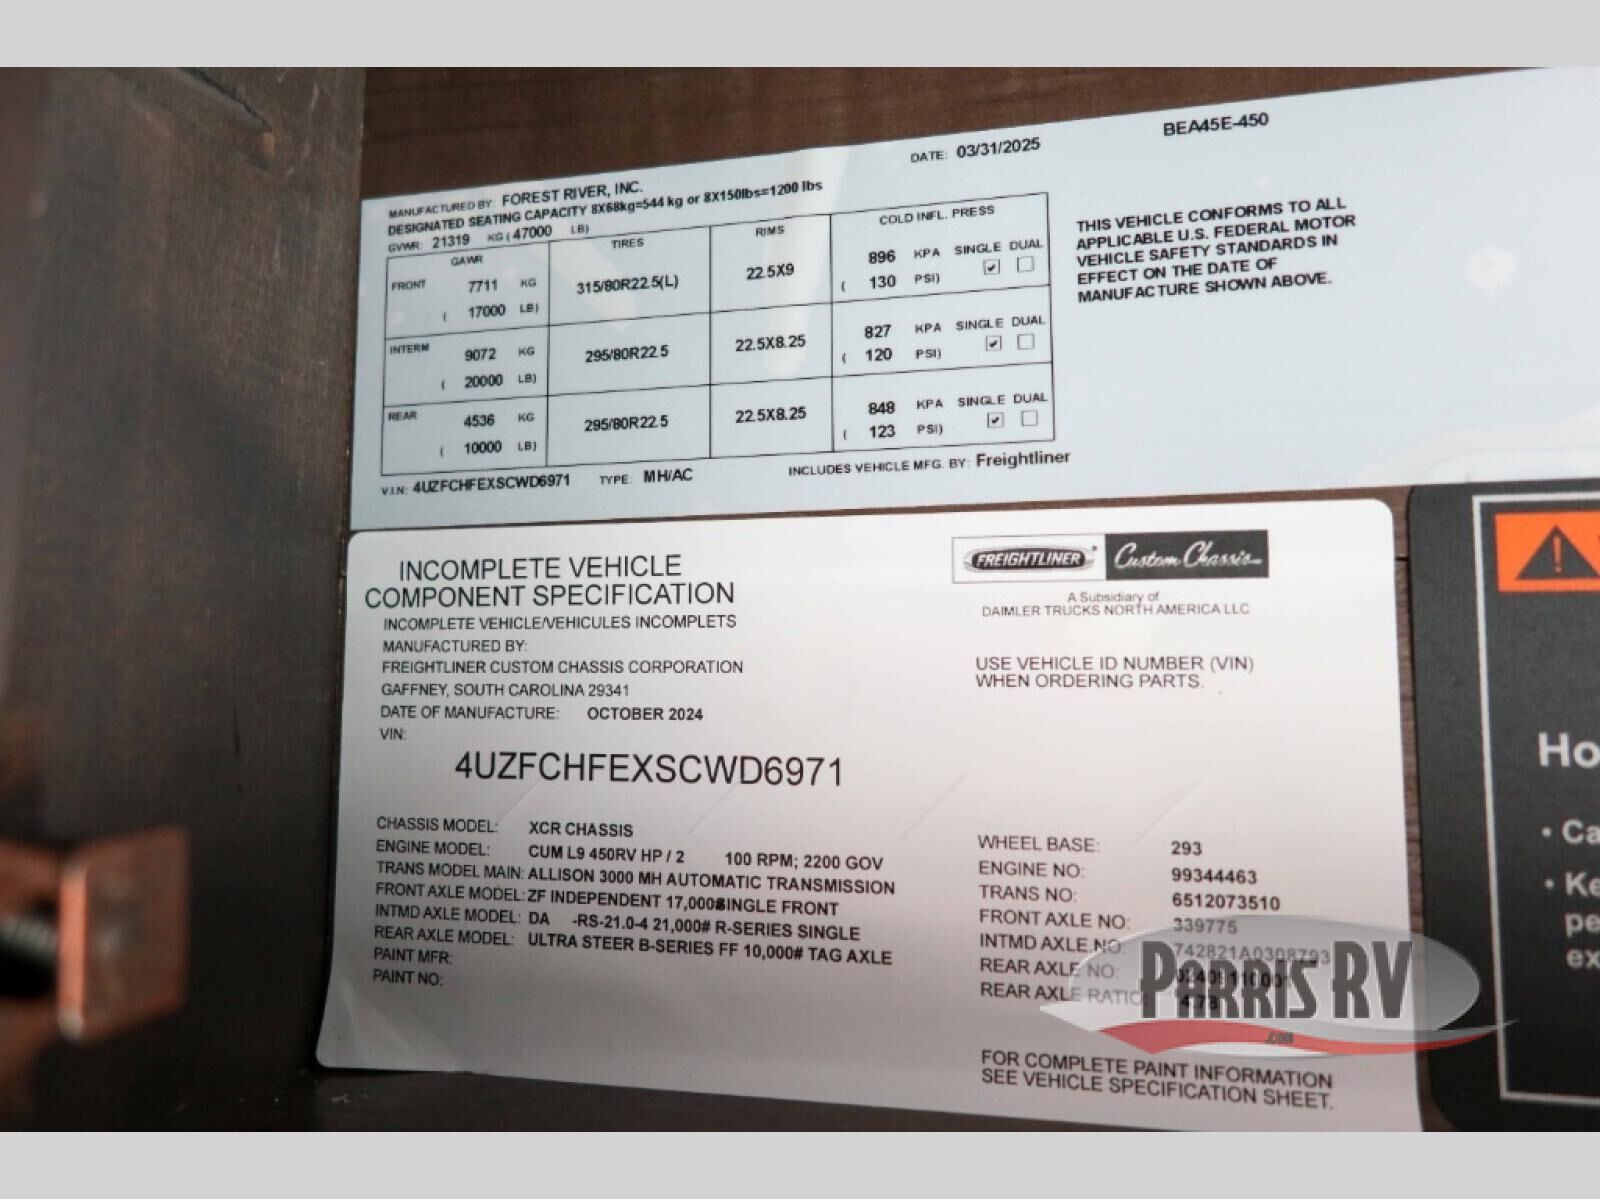 BEA45E-450
DATE: 03/31/2025
MANUFACTURED BY: FOREST RIVER, INC.
DESIGNATED SEATING CAPACITY 8X68kg=544 kg or 8X150lbs=1200 lbs
GVWR: 21319 KG ( 47000 LB)
GAWR TIRES RIMS COLD INFL. PRESS
FRONT 7711 KG 315/80R22.5(L) 22.5X9 896 KPA SINGLE DUAL
( 17000 LB) ( 130 PSI) ✓
INTERM 9072 KG 295/80R22.5 22.5X8.25 827 KPA SINGLE DUAL
( 20000 LB) ( 120 PSI) ✓
REAR 4536 KG 295/80R22.5 22.5X8.25 848 KPA SINGLE DUAL
( 10000 LB) ( 123 PSI) ✓
V.I.N: 4UZFCHFEXSCWD6971 TYPE: MH/AC INCLUDES VEHICLE MFG. BY: Freightliner
THIS VEHICLE CONFORMS TO ALL
APPLICABLE U.S. FEDERAL MOTOR
VEHICLE SAFETY STANDARDS IN
EFFECT ON THE DATE OF
MANUFACTURE SHOWN ABOVE.
INCOMPLETE VEHICLE
COMPONENT SPECIFICATION
INCOMPLETE VEHICLE/VEHICULES INCOMPLETS
MANUFACTURED BY:
FREIGHTLINER CUSTOM CHASSIS CORPORATION
GAFFNEY, SOUTH CAROLINA 29341
DATE OF MANUFACTURE: OCTOBER 2024
VIN:
4UZFCHFEXSCWD6971
FREIGHTLINER Custom Chassis
A Subsidiary of
DAIMLER TRUCKS NORTH AMERICA LLC
USE VEHICLE ID NUMBER (VIN)
WHEN ORDERING PARTS.
CHASSIS MODEL: XCR CHASSIS
ENGINE MODEL: CUM L9 450RV HP / 2 100 RPM; 2200 GOV
TRANS MODEL MAIN: ALLISON 3000 MH AUTOMATIC TRANSMISSION
FRONT AXLE MODEL: ZF INDEPENDENT 17,000# SINGLE FRONT
INTMD AXLE MODEL: DA -RS-21.0-4 21,000# R-SERIES SINGLE
REAR AXLE MODEL: ULTRA STEER B-SERIES FF 10,000# TAG AXLE
PAINT MFR:
PAINT NO:
WHEEL BASE: 293
ENGINE NO: 99344463
TRANS NO: 6512073510
FRONT AXLE NO: 339775
INTMD AXLE NO 742821A0308793
REAR AXLE NO:
REAR AXLE RATIO
FOR COMPLETE PAINT INFORMATION
SEE VEHICLE SPECIFICATION SHEET.
PARRIS RV
.COM
Ho
• Ca
• Ke
pe
ex